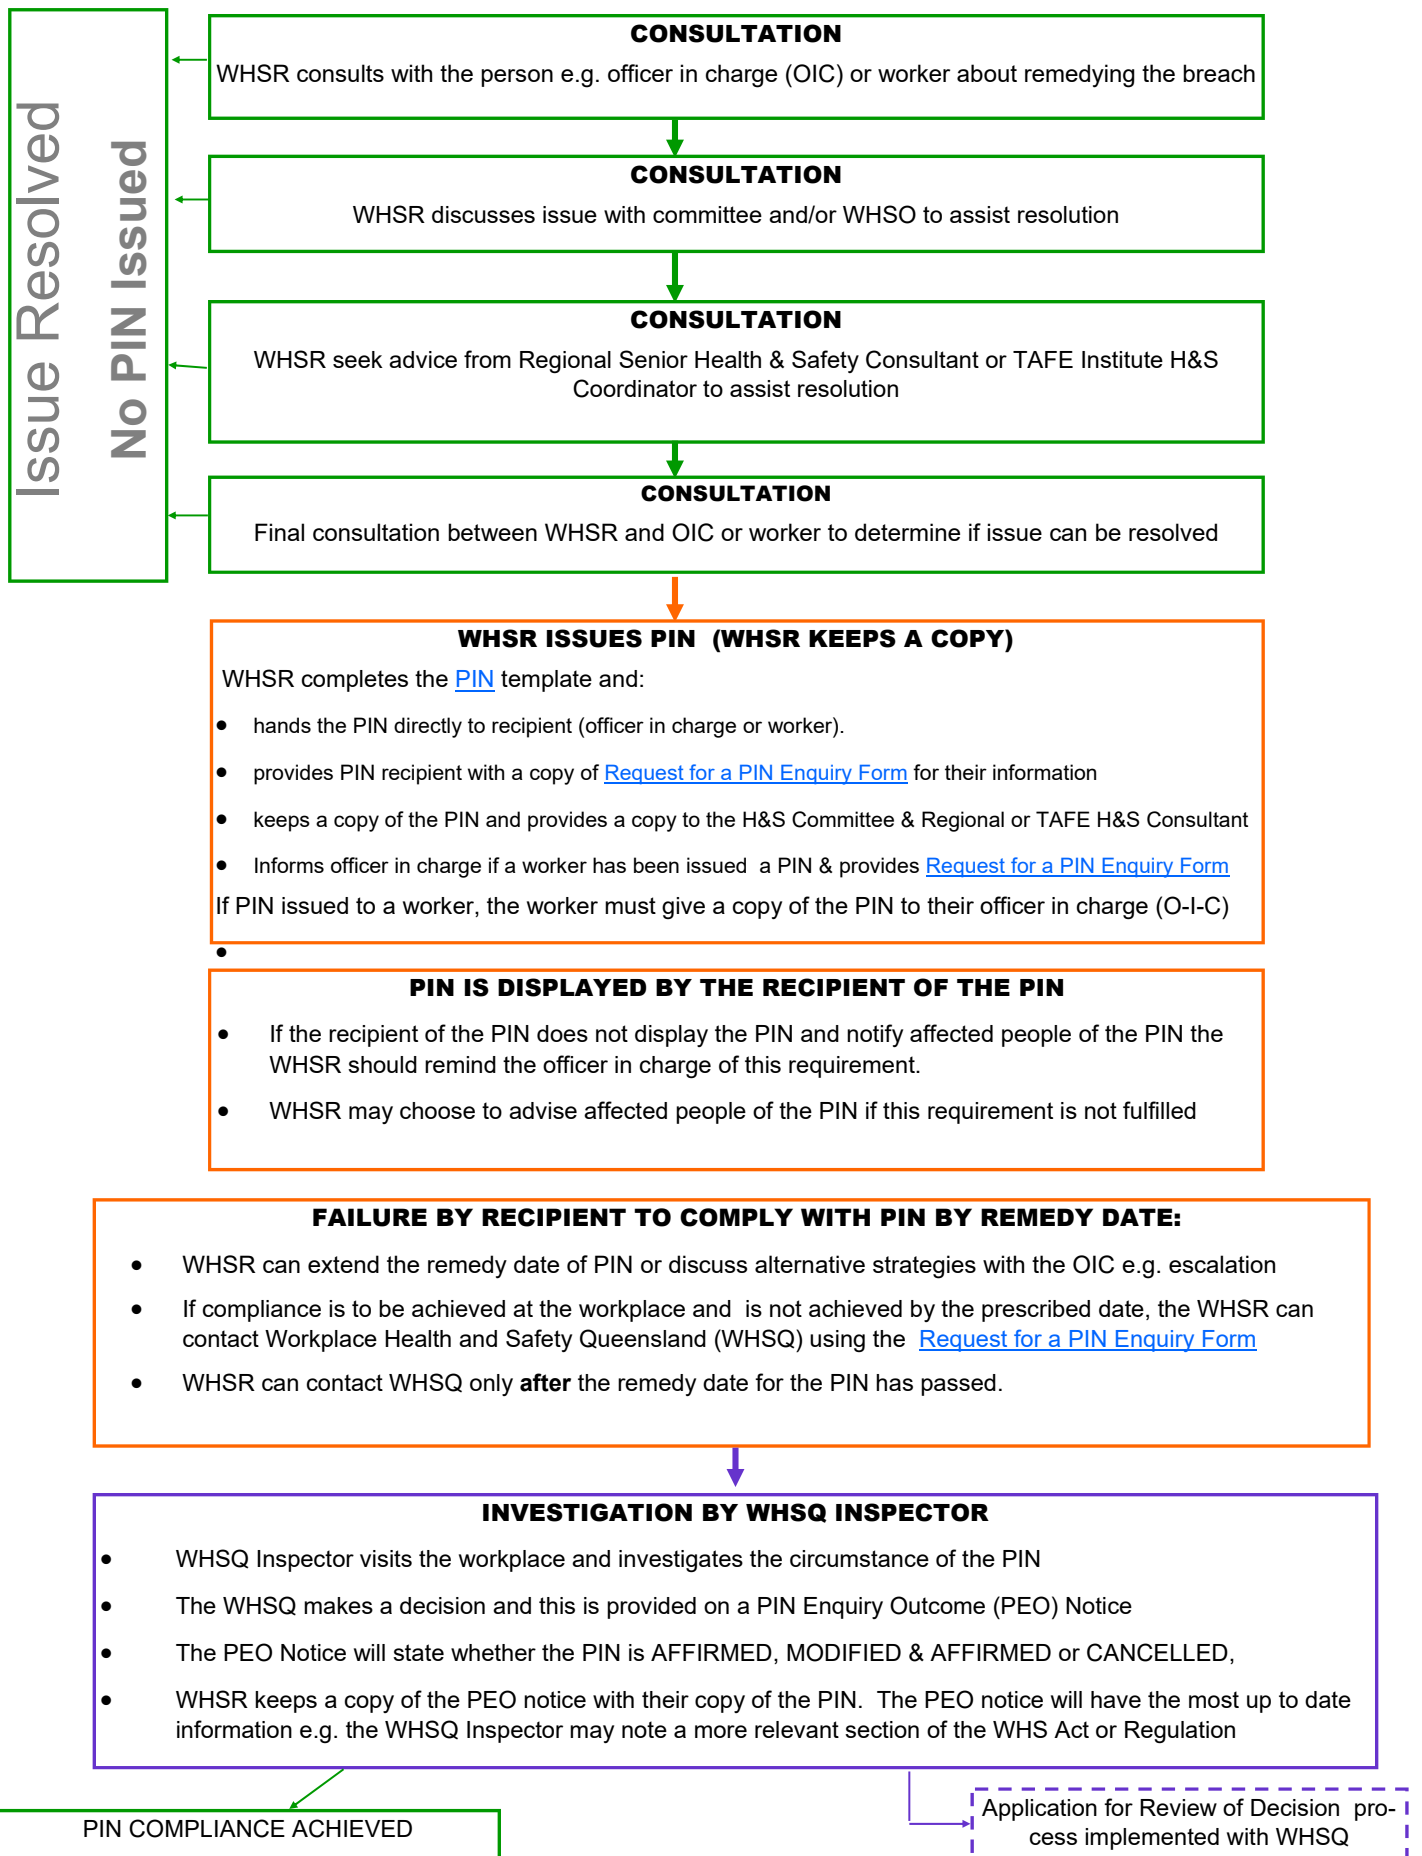 Issue Resolved
No PIN Issued
CONSULTATION
WHSR consults with the person e.g. officer in charge (OIC) or worker about remedying the breach
CONSULTATION
WHSR discusses issue with committee and/or WHSO to assist resolution
CONSULTATION
WHSR seek advice from Regional Senior Health & Safety Consultant or TAFE Institute H&S
Coordinator to assist resolution
CONSULTATION
Final consultation between WHSR and OIC or worker to determine if issue can be resolved
WHSR ISSUES PIN (WHSR KEEPS A COPY)
WHSR completes the PIN template and:
• hands the PIN directly to recipient (officer in charge or worker).
• provides PIN recipient with a copy of Request for a PIN Enquiry Form for their information
• keeps a copy of the PIN and provides a copy to the H&S Committee & Regional or TAFE H&S Consultant
• Informs officer in charge if a worker has been issued a PIN & provides Request for a PIN Enquiry Form
If PIN issued to a worker, the worker must give a copy of the PIN to their officer in charge (O-I-C)
•
PIN IS DISPLAYED BY THE RECIPIENT OF THE PIN
• If the recipient of the PIN does not display the PIN and notify affected people of the PIN the
WHSR should remind the officer in charge of this requirement.
• WHSR may choose to advise affected people of the PIN if this requirement is not fulfilled
FAILURE BY RECIPIENT TO COMPLY WITH PIN BY REMEDY DATE:
• WHSR can extend the remedy date of PIN or discuss alternative strategies with the OIC e.g. escalation
• If compliance is to be achieved at the workplace and is not achieved by the prescribed date, the WHSR can
contact Workplace Health and Safety Queensland (WHSQ) using the Request for a PIN Enquiry Form
• WHSR can contact WHSQ only after the remedy date for the PIN has passed.
INVESTIGATION BY WHSQ INSPECTOR
• WHSQ Inspector visits the workplace and investigates the circumstance of the PIN
• The WHSQ makes a decision and this is provided on a PIN Enquiry Outcome (PEO) Notice
• The PEO Notice will state whether the PIN is AFFIRMED, MODIFIED & AFFIRMED or CANCELLED,
• WHSR keeps a copy of the PEO notice with their copy of the PIN. The PEO notice will have the most up to date
information e.g. the WHSQ Inspector may note a more relevant section of the WHS Act or Regulation
PIN COMPLIANCE ACHIEVED
Application for Review of Decision pro-
cess implemented with WHSQ